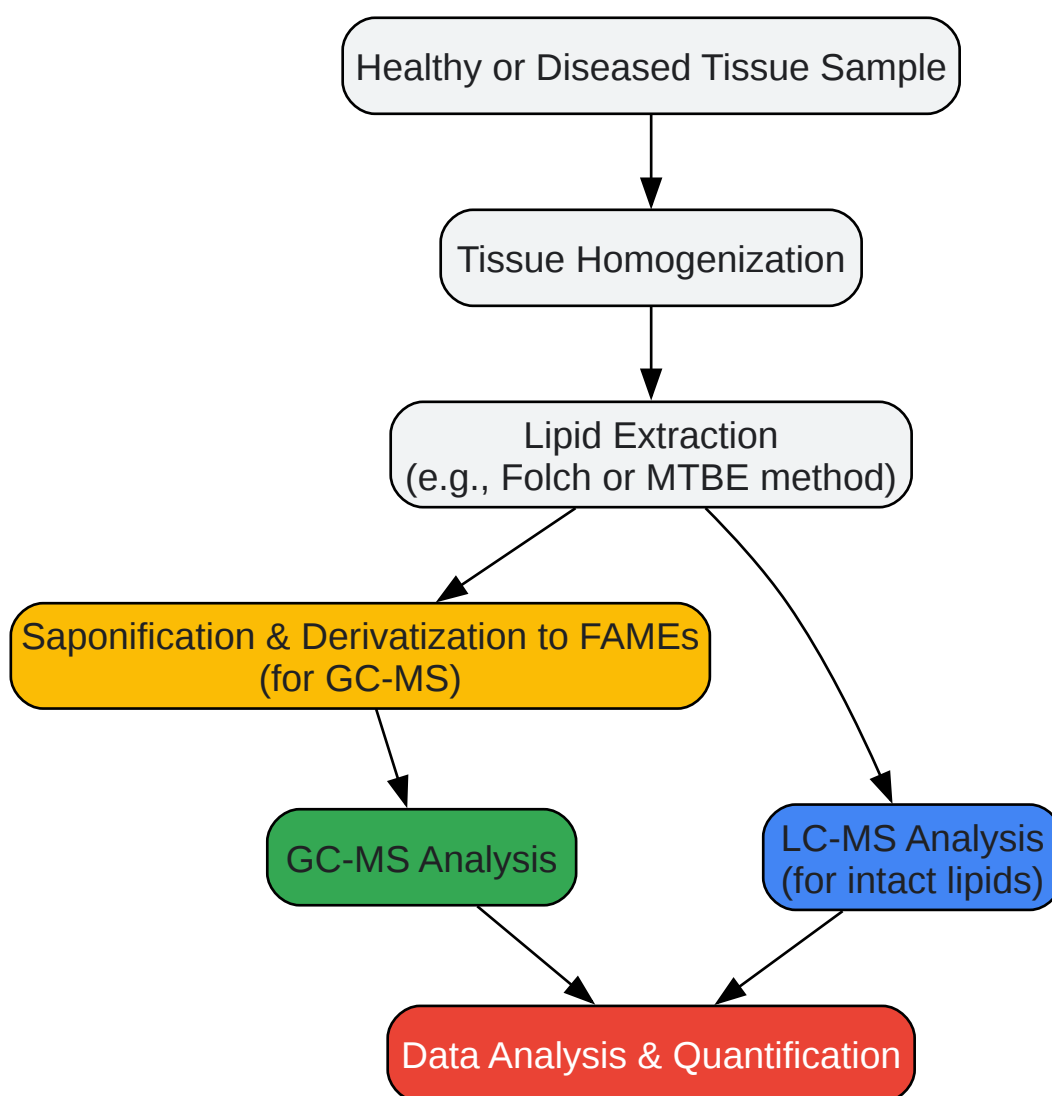 Healthy or Diseased Tissue Sample
Tissue Homogenization
Lipid Extraction
(e.g., Folch or MTBE method)
Saponification & Derivatization to FAMEs
(for GC-MS)
GC-MS Analysis
LC-MS Analysis
(for intact lipids)
Data Analysis & Quantification